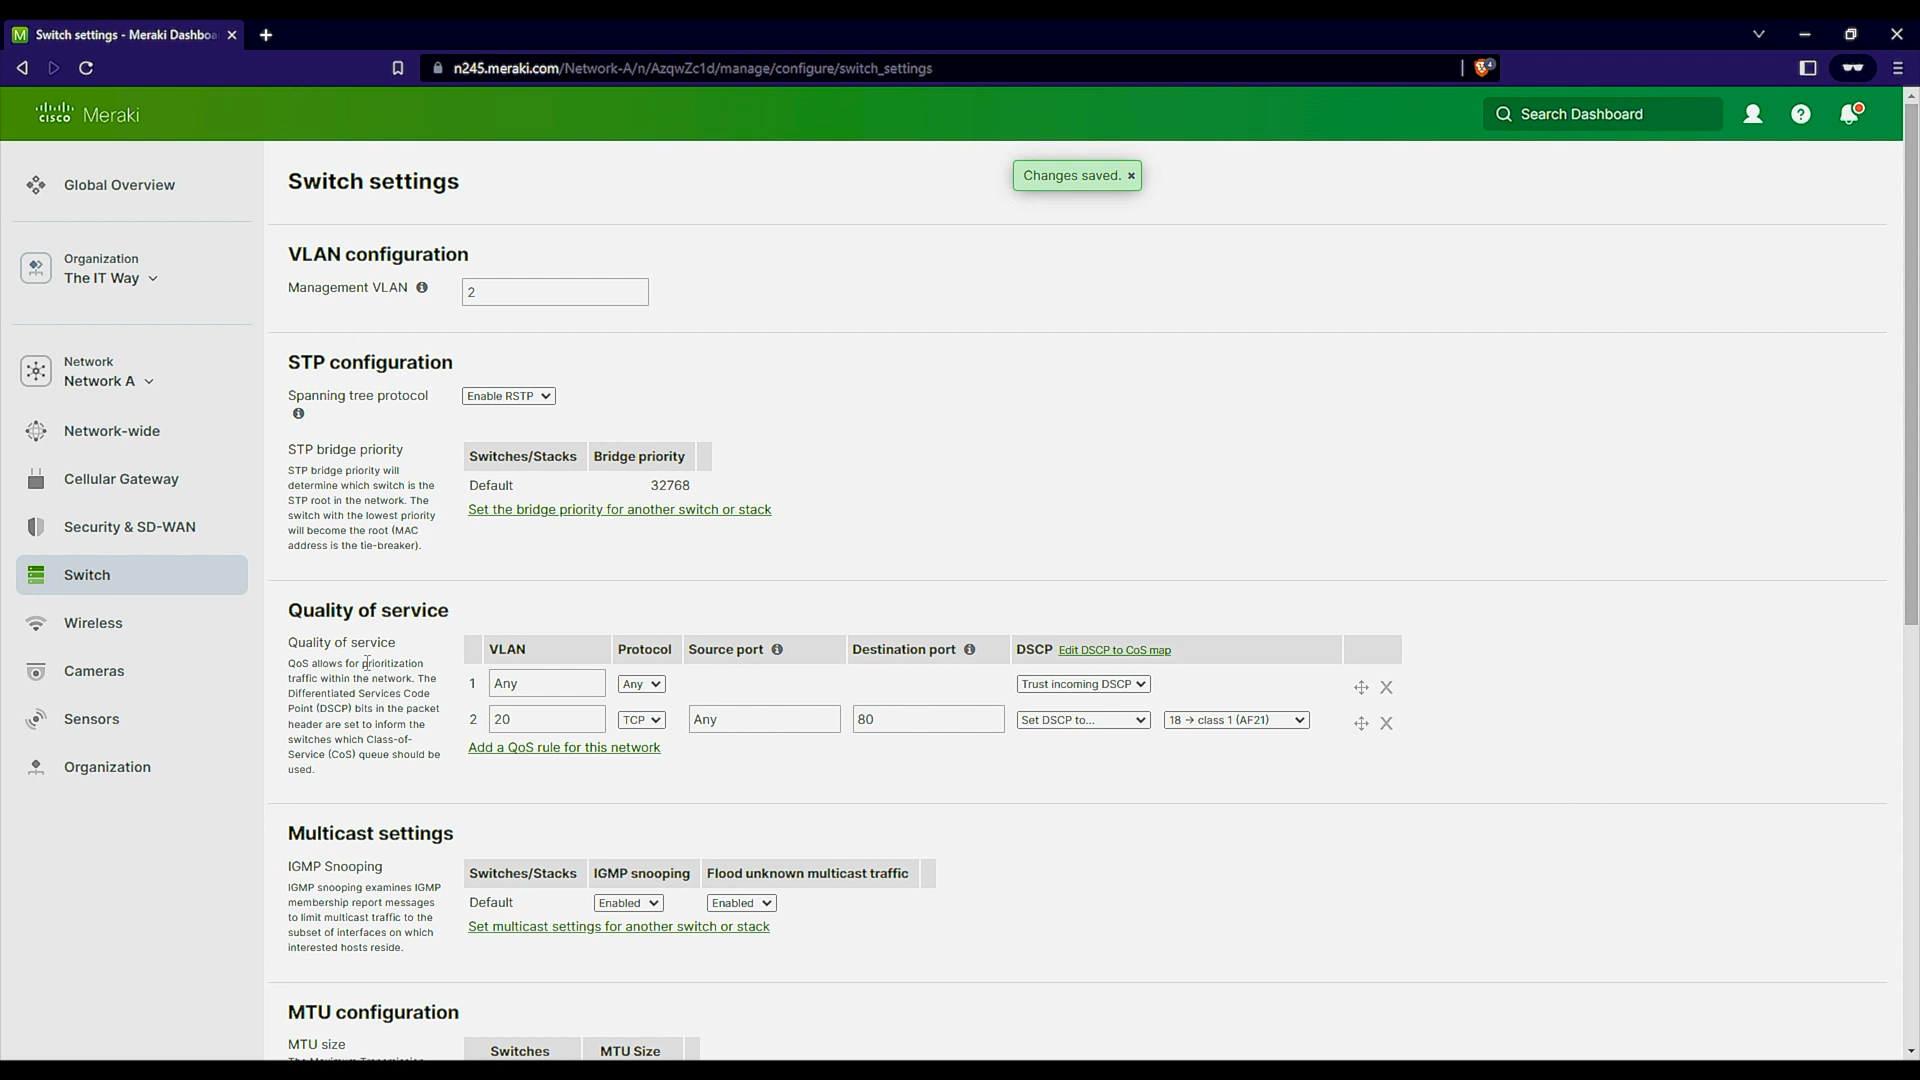 Switch settings - Meraki Dashboa
n245.meraki.com/Network-A/n/AzqwZc1d/manage/configure/switch_settings
4
cisco Meraki
Search Dashboard
Global Overview
Organization
The IT Way
Network
Network A
Network-wide
Cellular Gateway
Security & SD-WAN
Switch
Wireless
Cameras
Sensors
Organization
Switch settings
Changes saved. ×
VLAN configuration
Management VLAN
2
STP configuration
Spanning tree protocol
Enable RSTP
STP bridge priority
STP bridge priority will
determine which switch is the
STP root in the network. The
switch with the lowest priority
will become the root (MAC
address is the tie-breaker).
Switches/Stacks Bridge priority
Default 32768
Set the bridge priority for another switch or stack
Quality of service
Quality of service
QoS allows for prioritization
traffic within the network. The
Differentiated Services Code
Point (DSCP) bits in the packet
header are set to inform the
switches which Class-of-
Service (CoS) queue should be
used.
VLAN Protocol Source port Destination port DSCP Edit DSCP to CoS map
1 Any Any Trust incoming DSCP X
2 20 TCP Any 80 Set DSCP to... 18 → class 1 (AF21) X
Add a QoS rule for this network
Multicast settings
IGMP Snooping
IGMP snooping examines IGMP
membership report messages
to limit multicast traffic to the
subset of interfaces on which
interested hosts reside.
Switches/Stacks IGMP snooping Flood unknown multicast traffic
Default Enabled Enabled
Set multicast settings for another switch or stack
MTU configuration
MTU size
Switches MTU Size